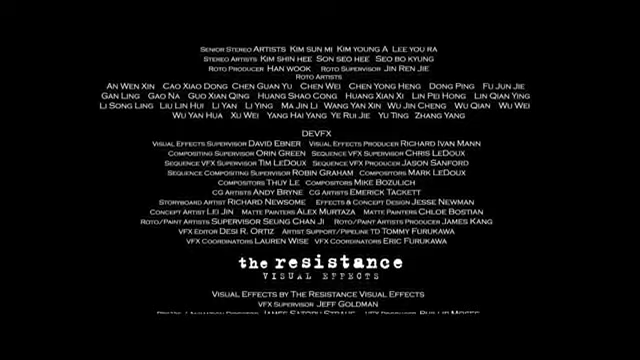 Senior Stereo Artists Kim sun mi Kim young A Lee you ra
Stereo Artists Kim shin hee Son seo hee Seo bo kyung
Roto Producer Han wook Roto Supervisor Jin Ren jie
Roto Artists
An Wen Xin Cao Xiao Dong Chen Guan Yu Chen Wei Chen Yong Heng Dong Ping Fu Jun Jie
Gan Ling Gao Na Guo Xian Qing Huang Shao Cong Huang Xian Xi Lin Pei Hong Lin Qian Ying
Li Song Ling Liu Lin Hui Li Yan Li Ying Ma Jin Li Wang Yan Xin Wu Jin Cheng Wu Qian Wu Wei
Wu Yan Hua Xu Wei Yang Hai Yang Ye Rui Jie Yu Ting Zhang Yang
DEVFX
Visual Effects Supervisor David Ebner Visual Effects Producer Richard Ivan Mann
Compositing Supervisor Orin Green Sequence VFX Supervisor Chris LeDoux
Sequence VFX Supervisor Tim LeDoux Sequence VFX Producer Jason Sanford
Sequence Compositing Supervisor Robin Graham Compositors Mark LeDoux
Compositors Thuy Le Compositors Mike Bozulich
CG Artists Andy Bryne CG Artists Emerick Tackett
Storyboard Artist Richard Newsome Effects & Concept Design Jesse Newman
Concept Artist Lei Jin Matte Painters Alex Murtaza Matte Painters Chloe Bostian
Roto/Paint Artists Supervisor Seung Chan Ji Roto/Paint Artists Producer James Kang
VFX Editor Desi R. Ortiz Artist Support/Pipeline TD Tommy Furukawa
VFX Coordinators Lauren Wise VFX Coordinators Eric Furukawa
the resistance
VISUAL EFFECTS
Visual Effects by The Resistance Visual Effects
VFX Supervisor Jeff Goldman